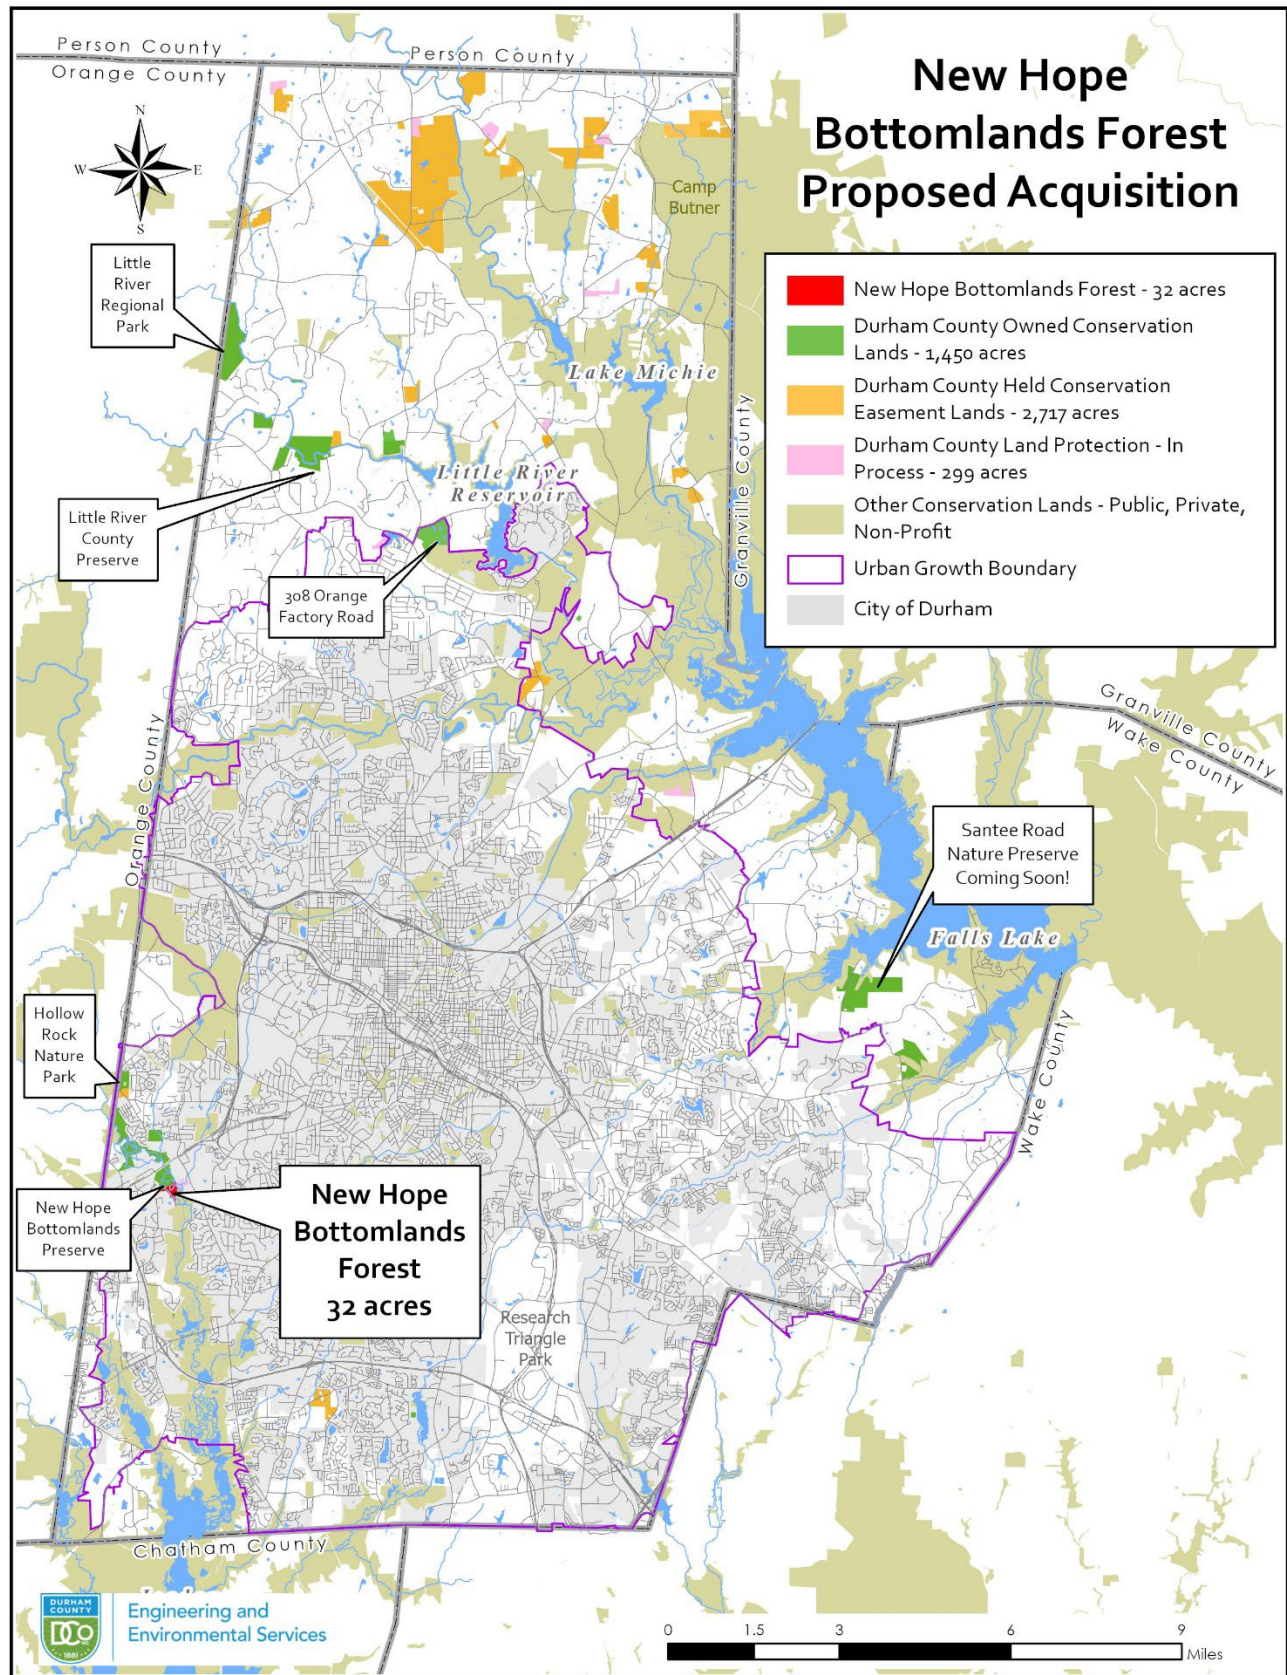 Person County
Orange County
Person County
New Hope
Bottomlands Forest
Proposed Acquisition
N
W
E
S
Camp
Butner
Little
River
Regional
Park
New Hope Bottomlands Forest - 32 acres
Durham County Owned Conservation
Lands - 1,450 acres
Durham County Held Conservation
Easement Lands - 2,717 acres
Durham County Land Protection - In
Process - 299 acres
Other Conservation Lands - Public, Private,
Non-Profit
Urban Growth Boundary
City of Durham
Lake Michie
Granville County
Little River
Reservoir
Little River
County
Preserve
308 Orange
Factory Road
Granville County
Wake County
Orange County
Santee Road
Nature Preserve
Coming Soon!
Falls Lake
Hollow
Rock
Nature
Park
Wake County
New Hope
Bottomlands
Preserve
New Hope
Bottomlands
Forest
32 acres
Research
Triangle
Park
Chatham County
DURHAM
COUNTY
DCo
NC
1881
Engineering and
Environmental Services
0 1.5 3 6 9
Miles